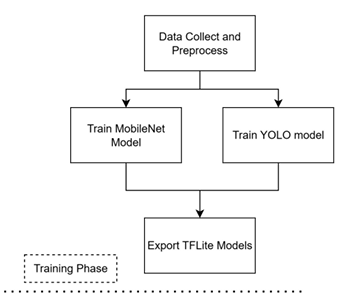 Data Collect and
Preprocess
Train MobileNet
Model
Train YOLO model
Export TFLite Models
Training Phase